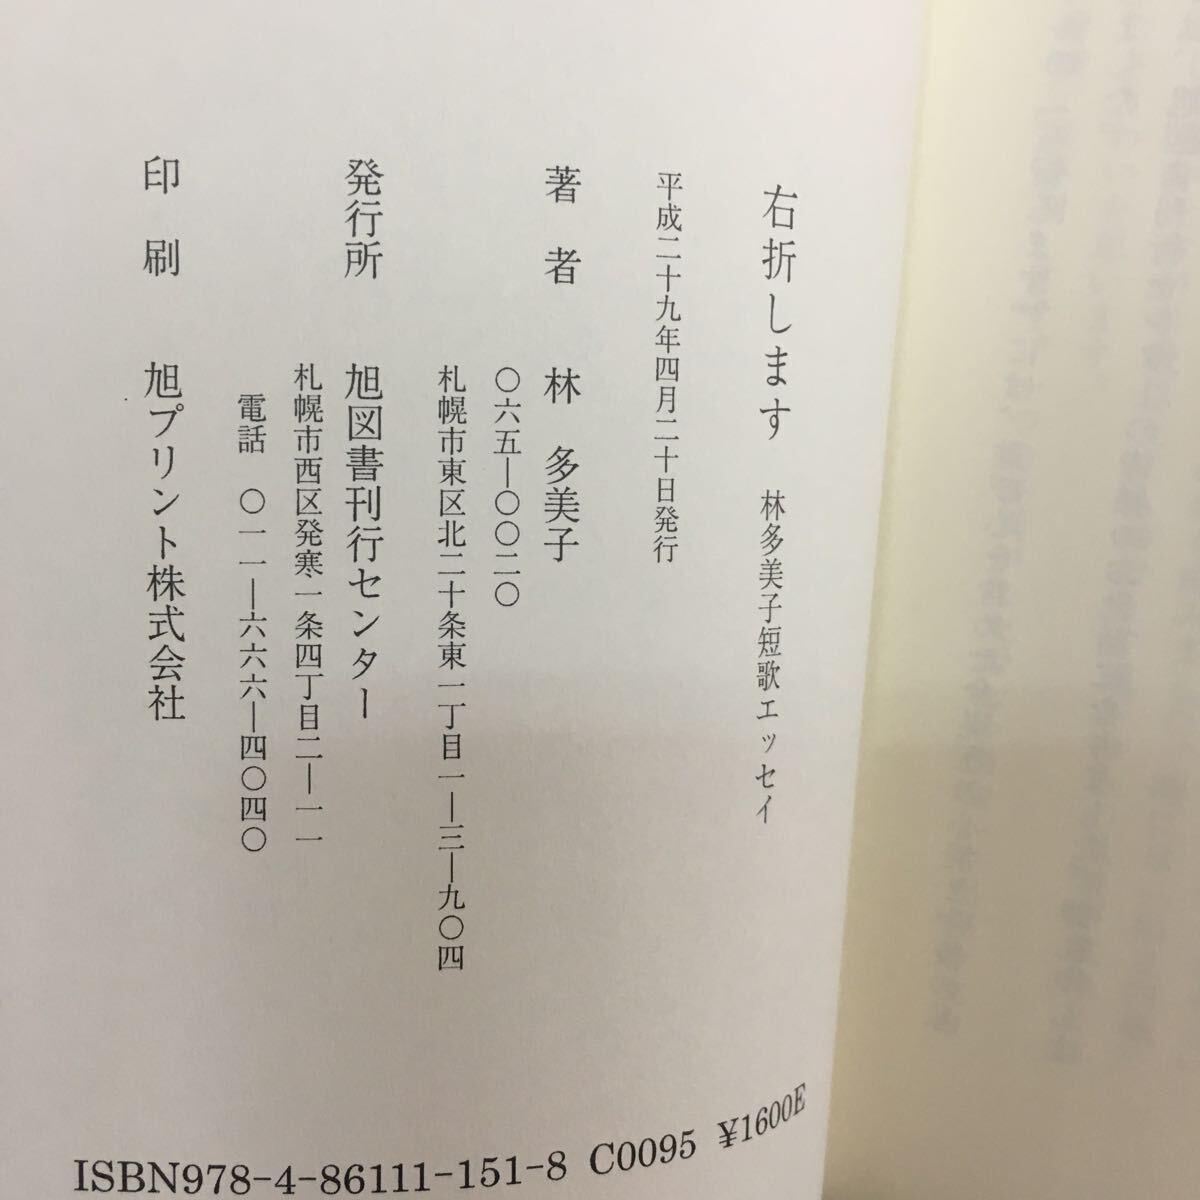 右折します　林多美子短歌エッセイ
平成二十九年四月二十日発行
著　者　　林　多美子
〇六五―〇〇二〇
札幌市東区北二十条東一丁目一―三―九〇四
発行所　　旭図書刊行センター
札幌市西区発寒一条四丁目二―一一
電話　〇一一―六六六―四〇四〇
印　刷　　旭プリント株式会社
ISBN978-4-86111-151-8 C0095 ¥1600E